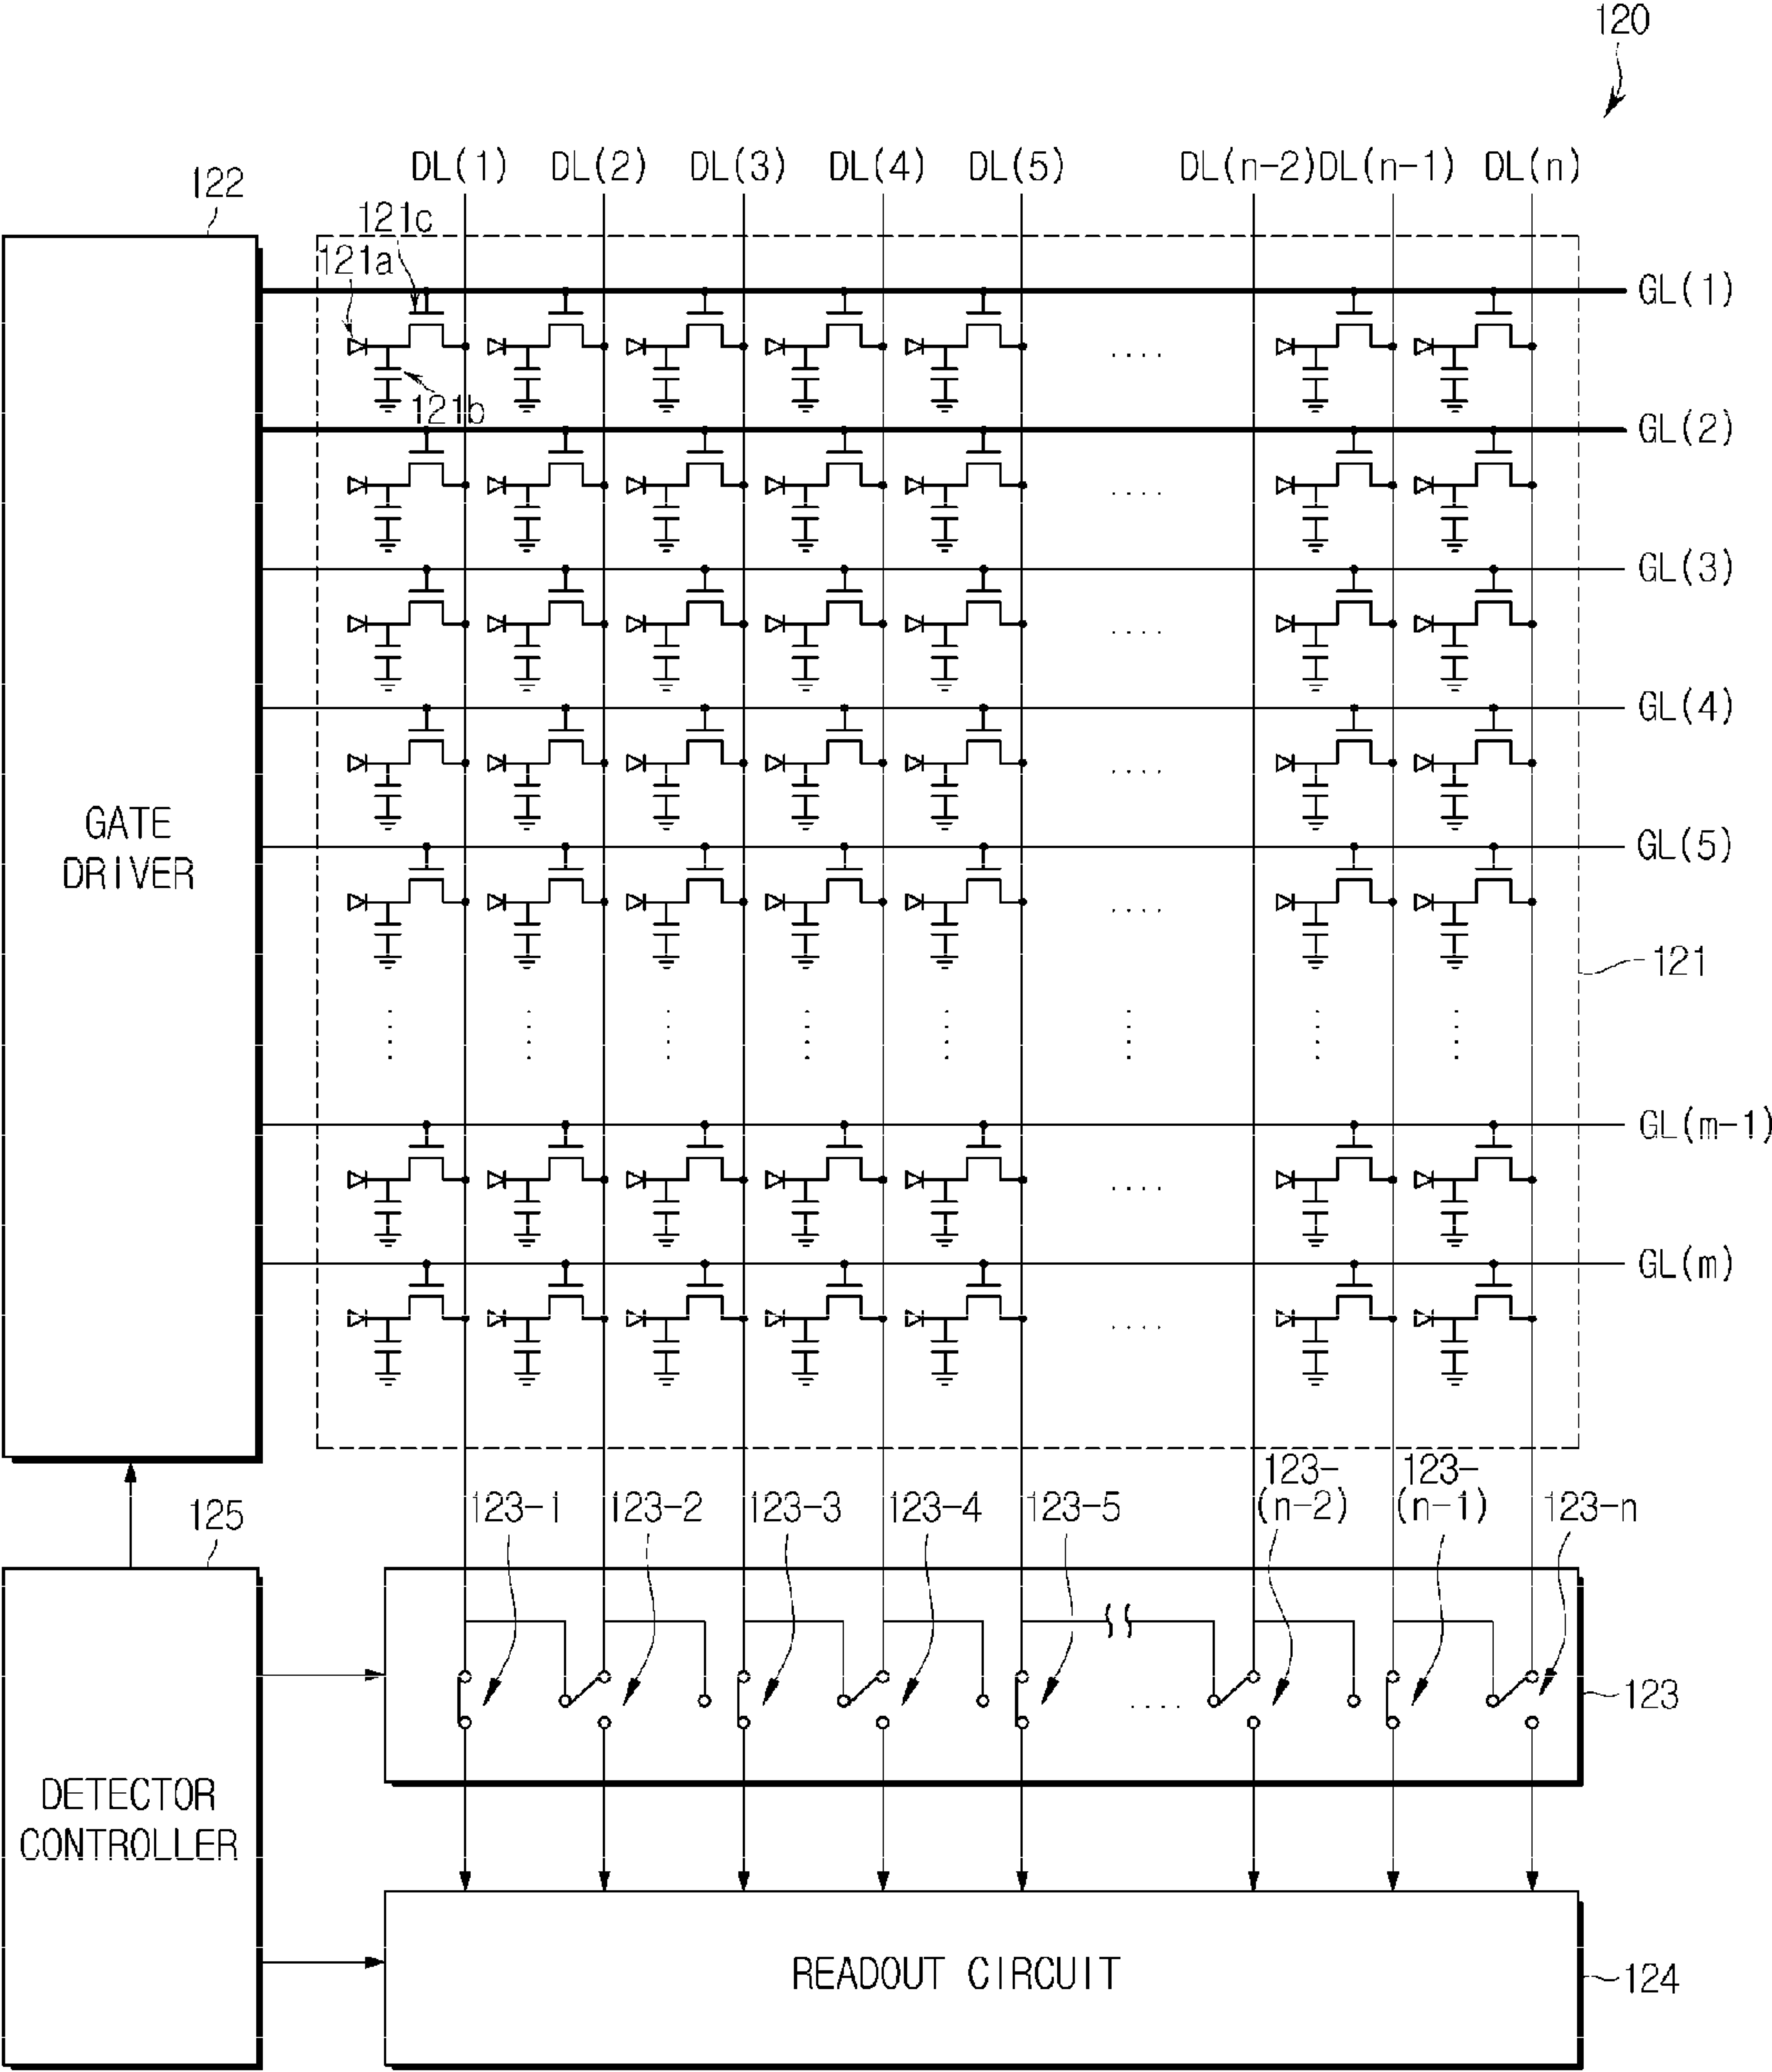 120
DL(1) DL(2) DL(3) DL(4) DL(5) DL(n-2) DL(n-1) DL(n)
122
121c
121a
GL(1)
121b
GL(2)
GL(3)
GL(4)
GATE
DRIVER
GL(5)
121
GL(m-1)
GL(m)
125
123-1 123-2 123-3 123-4 123-5 123-(n-2) 123-(n-1) 123-n
123
DETECTOR
CONTROLLER
READOUT CIRCUIT
124